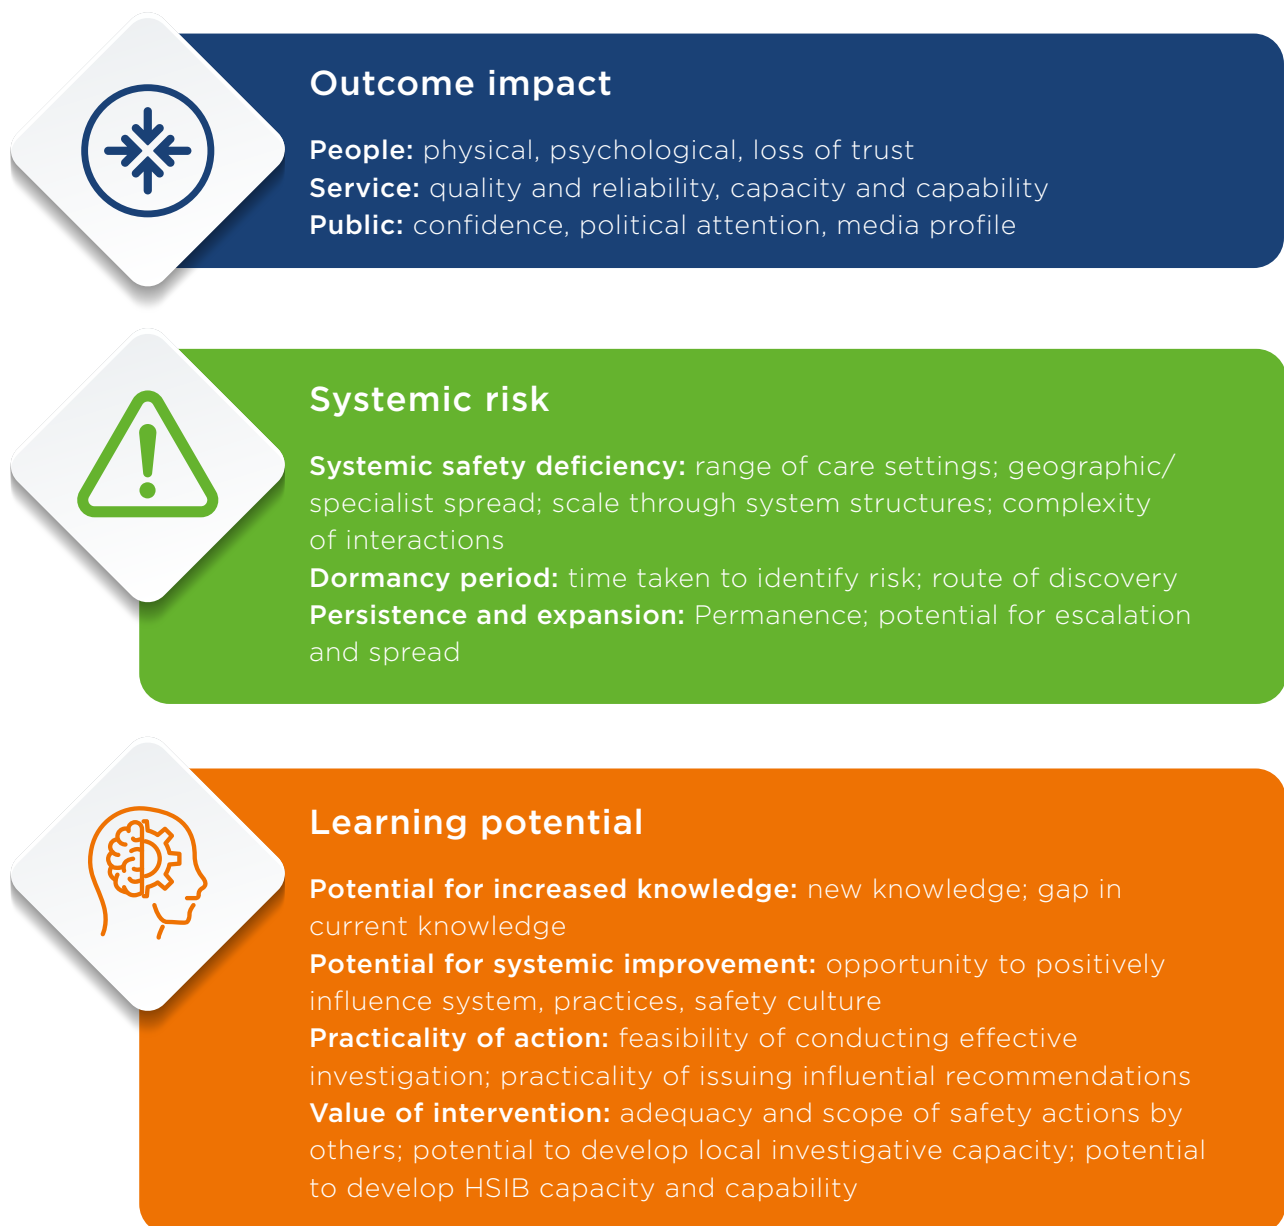 Outcome impact
People: physical, psychological, loss of trust
Service: quality and reliability, capacity and capability
Public: confidence, political attention, media profile
Systemic risk
Systemic safety deficiency: range of care settings; geographic/
specialist spread; scale through system structures; complexity
of interactions
Dormancy period: time taken to identify risk; route of discovery
Persistence and expansion: Permanence; potential for escalation
and spread
Learning potential
Potential for increased knowledge: new knowledge; gap in
current knowledge
Potential for systemic improvement: opportunity to positively
influence system, practices, safety culture
Practicality of action: feasibility of conducting effective
investigation; practicality of issuing influential recommendations
Value of intervention: adequacy and scope of safety actions by
others; potential to develop local investigative capacity; potential
to develop HSIB capacity and capability